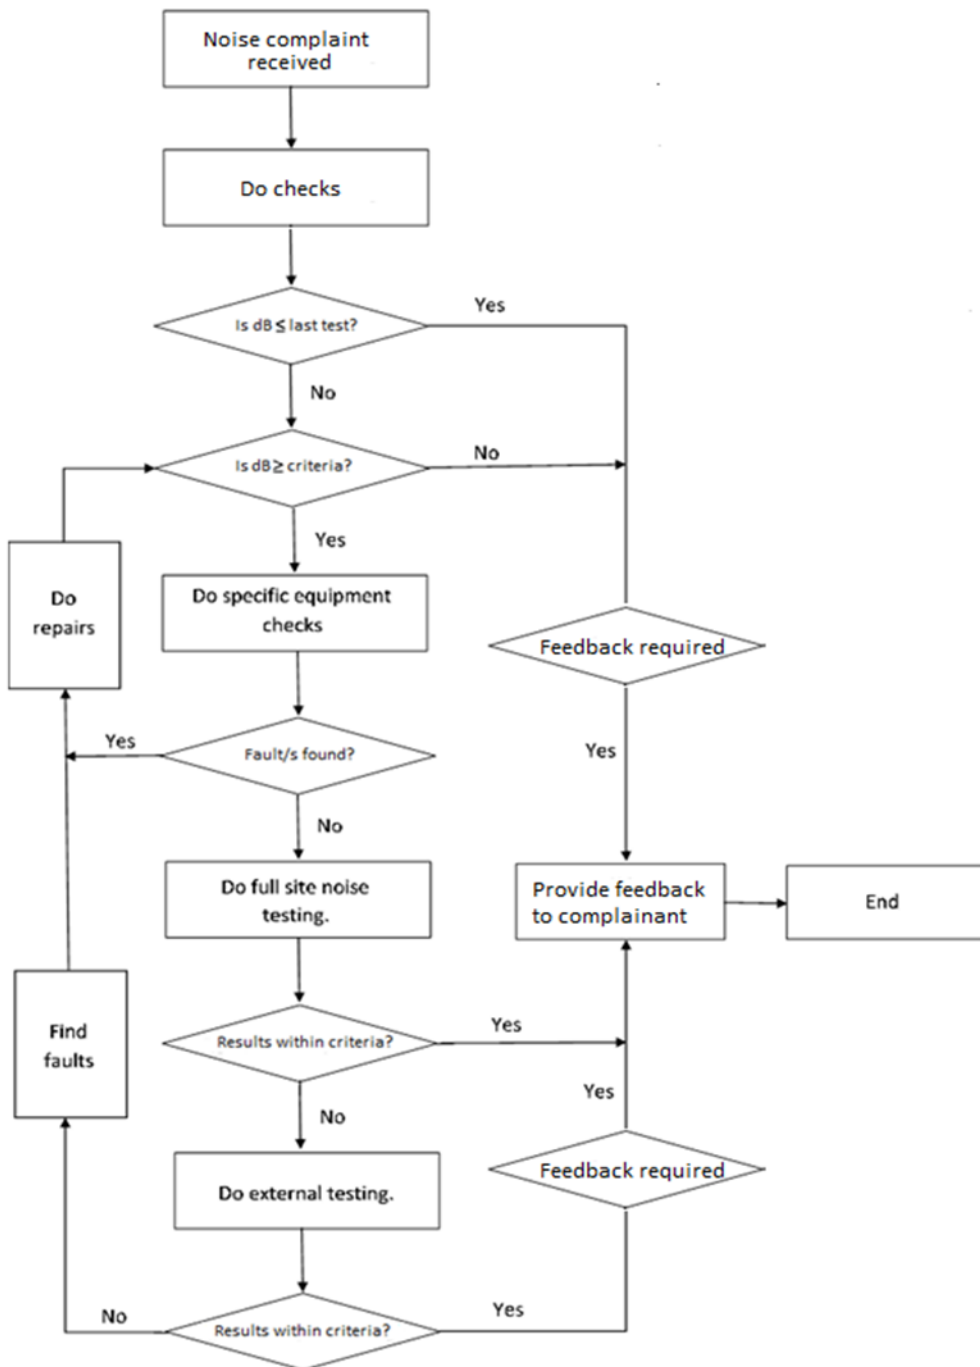 Noise complaint
received
Do checks
Is dB ≤ last test?
Yes
No
Is dB ≥ criteria?
No
Yes
Do
repairs
Do specific equipment
checks
Feedback required
Yes
Fault/s found?
Yes
No
Do full site noise
testing.
Provide feedback
to complainant
End
Find
faults
Results within criteria?
Yes
Yes
No
Feedback required
Do external testing.
No
Results within criteria?
Yes